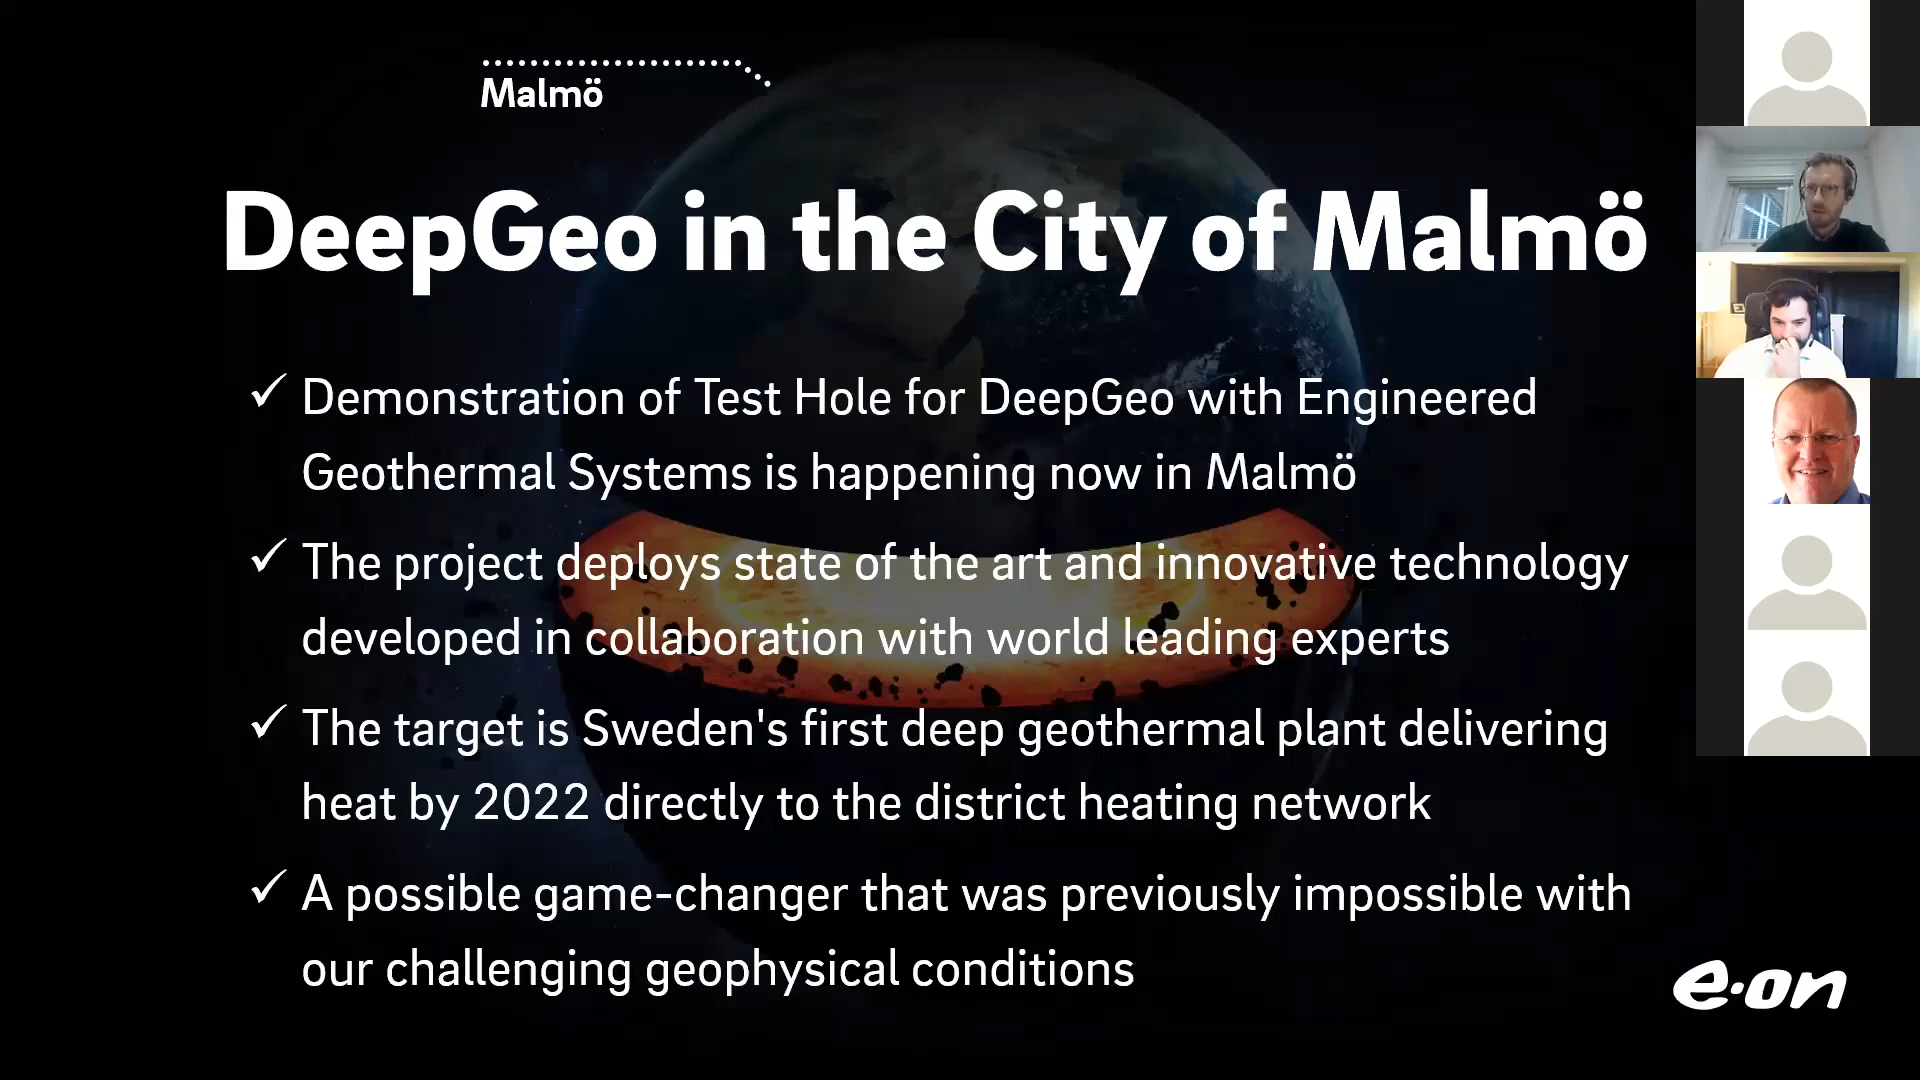 Malmö
DeepGeo in the City of Malmö
✓ Demonstration of Test Hole for DeepGeo with Engineered
Geothermal Systems is happening now in Malmö
✓ The project deploys state of the art and innovative technology
developed in collaboration with world leading experts
✓ The target is Sweden's first deep geothermal plant delivering
heat by 2022 directly to the district heating network
✓ A possible game-changer that was previously impossible with
our challenging geophysical conditions
e·on